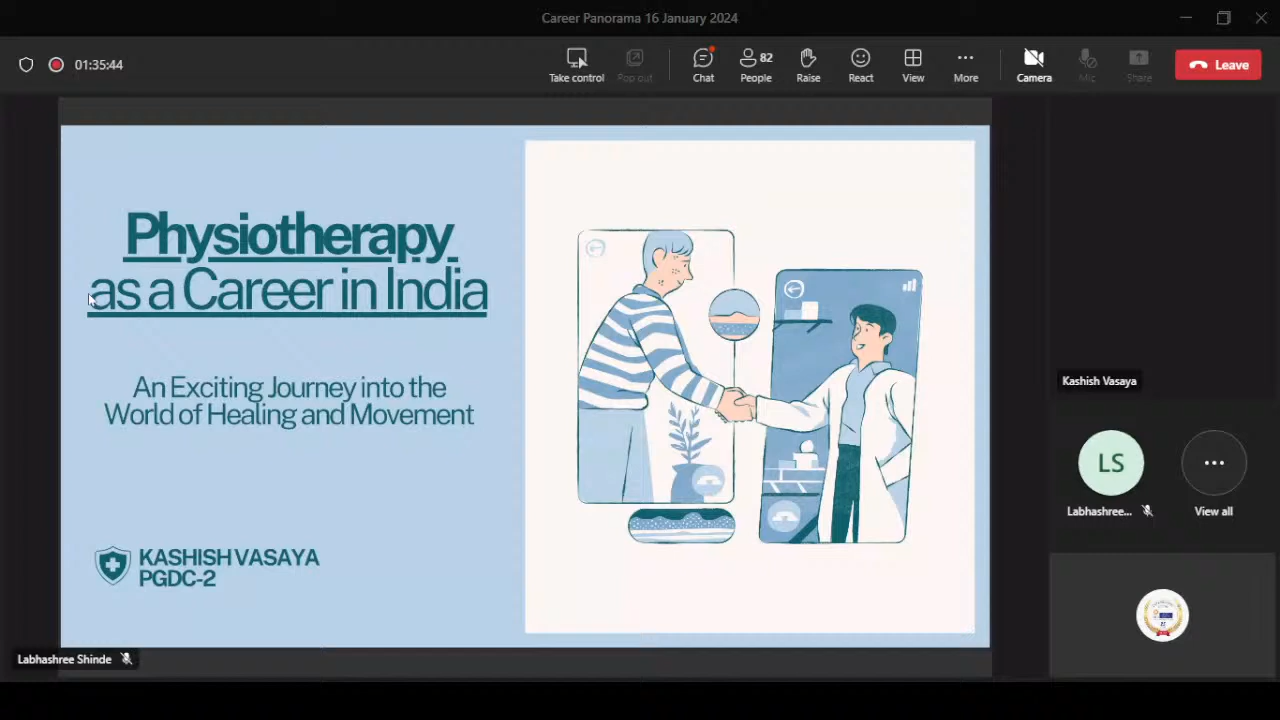 Career Panorama 16 January 2024
01:35:44
Take control
Pop out
Chat
82
People
Raise
React
View
More
Camera
Mic
Share
Leave
Physiotherapy
as a Career in India
An Exciting Journey into the
World of Healing and Movement
KASHISH VASAYA
PGDC-2
Labhashree Shinde
Kashish Vasaya
LS
Labhashree...
View all